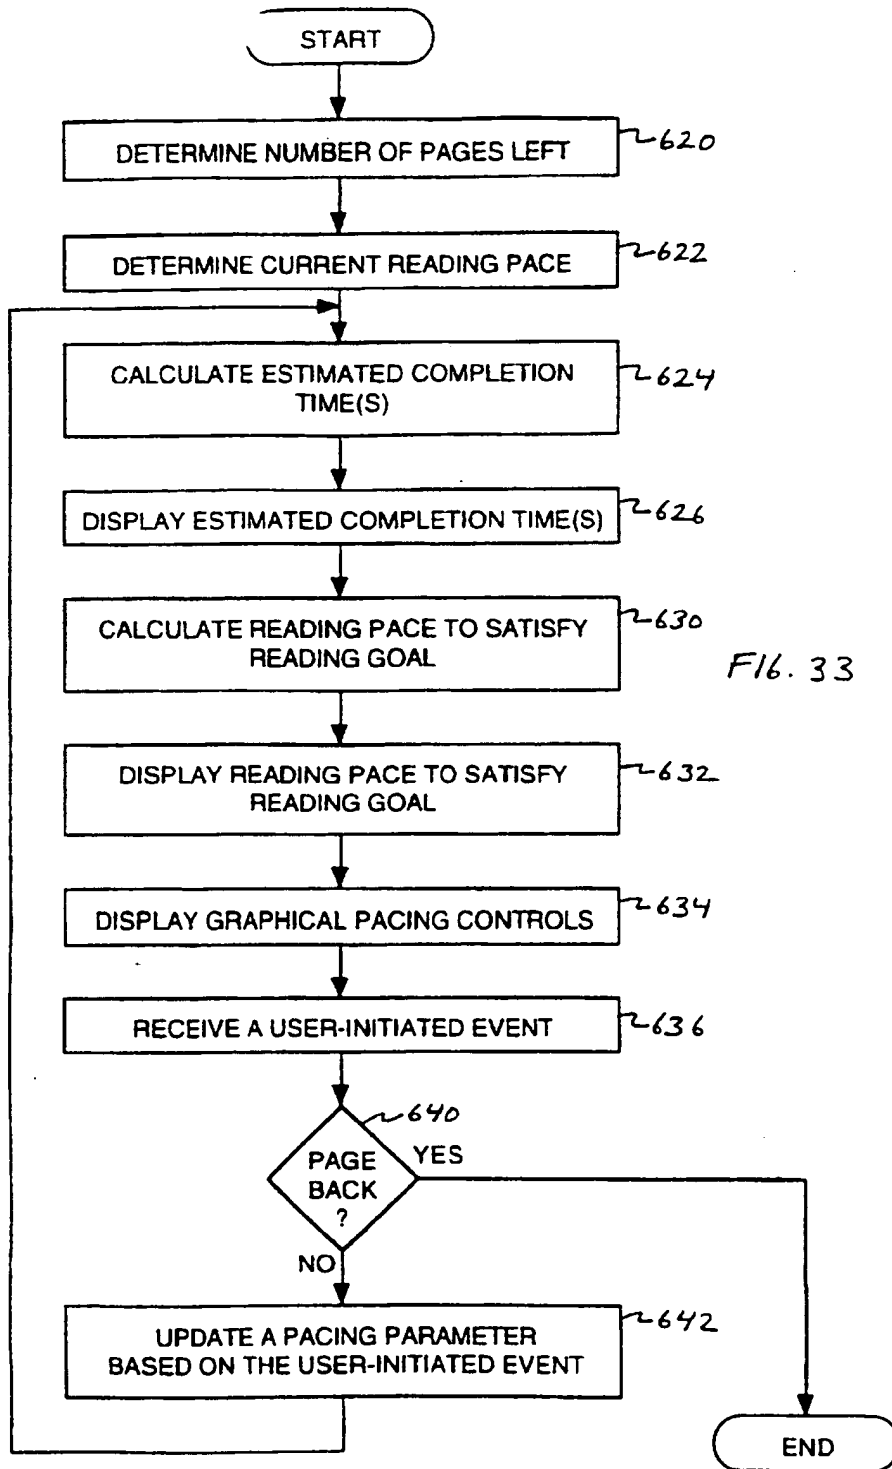 START
DETERMINE NUMBER OF PAGES LEFT
620
DETERMINE CURRENT READING PACE
622
CALCULATE ESTIMATED COMPLETION
TIME(S)
624
DISPLAY ESTIMATED COMPLETION TIME(S)
626
CALCULATE READING PACE TO SATISFY
READING GOAL
630
FIG. 33
DISPLAY READING PACE TO SATISFY
READING GOAL
632
DISPLAY GRAPHICAL PACING CONTROLS
634
RECEIVE A USER-INITIATED EVENT
636
640
PAGE
BACK
?
YES
NO
UPDATE A PACING PARAMETER
BASED ON THE USER-INITIATED EVENT
642
END